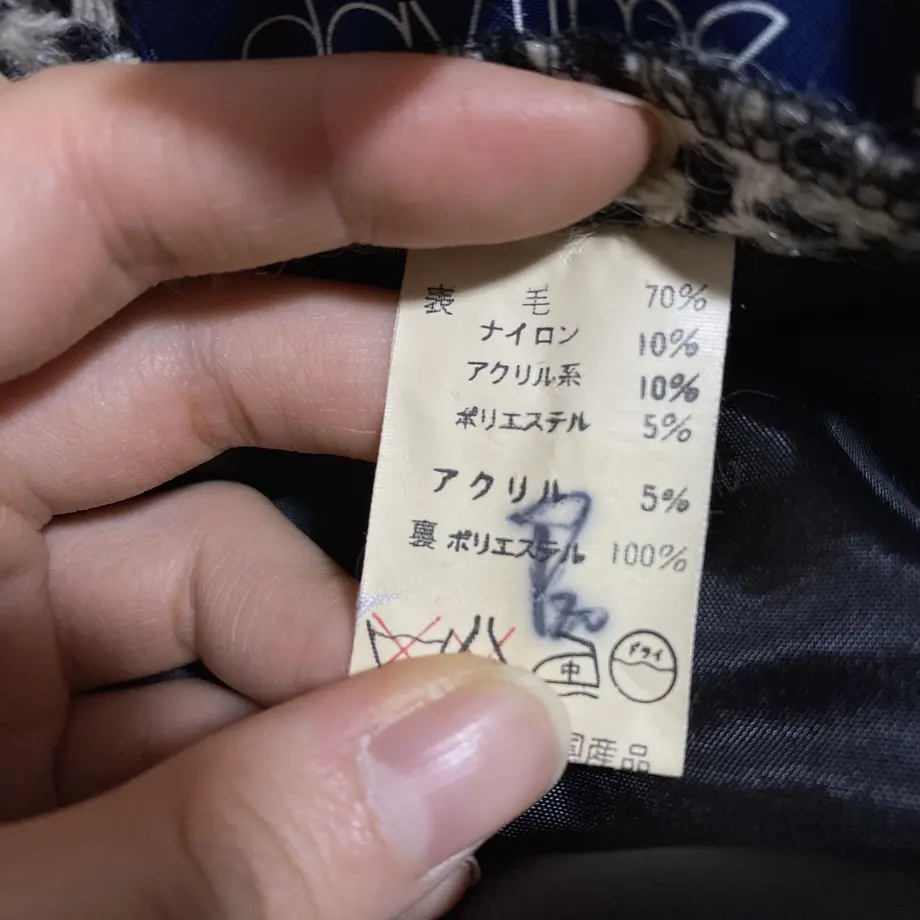 表 毛 70%
ナイロン 10%
アクリル系 10%
ポリエステル 5%
アクリル 5%
裏 ポリエステル 100%
中 ドライ
国産品